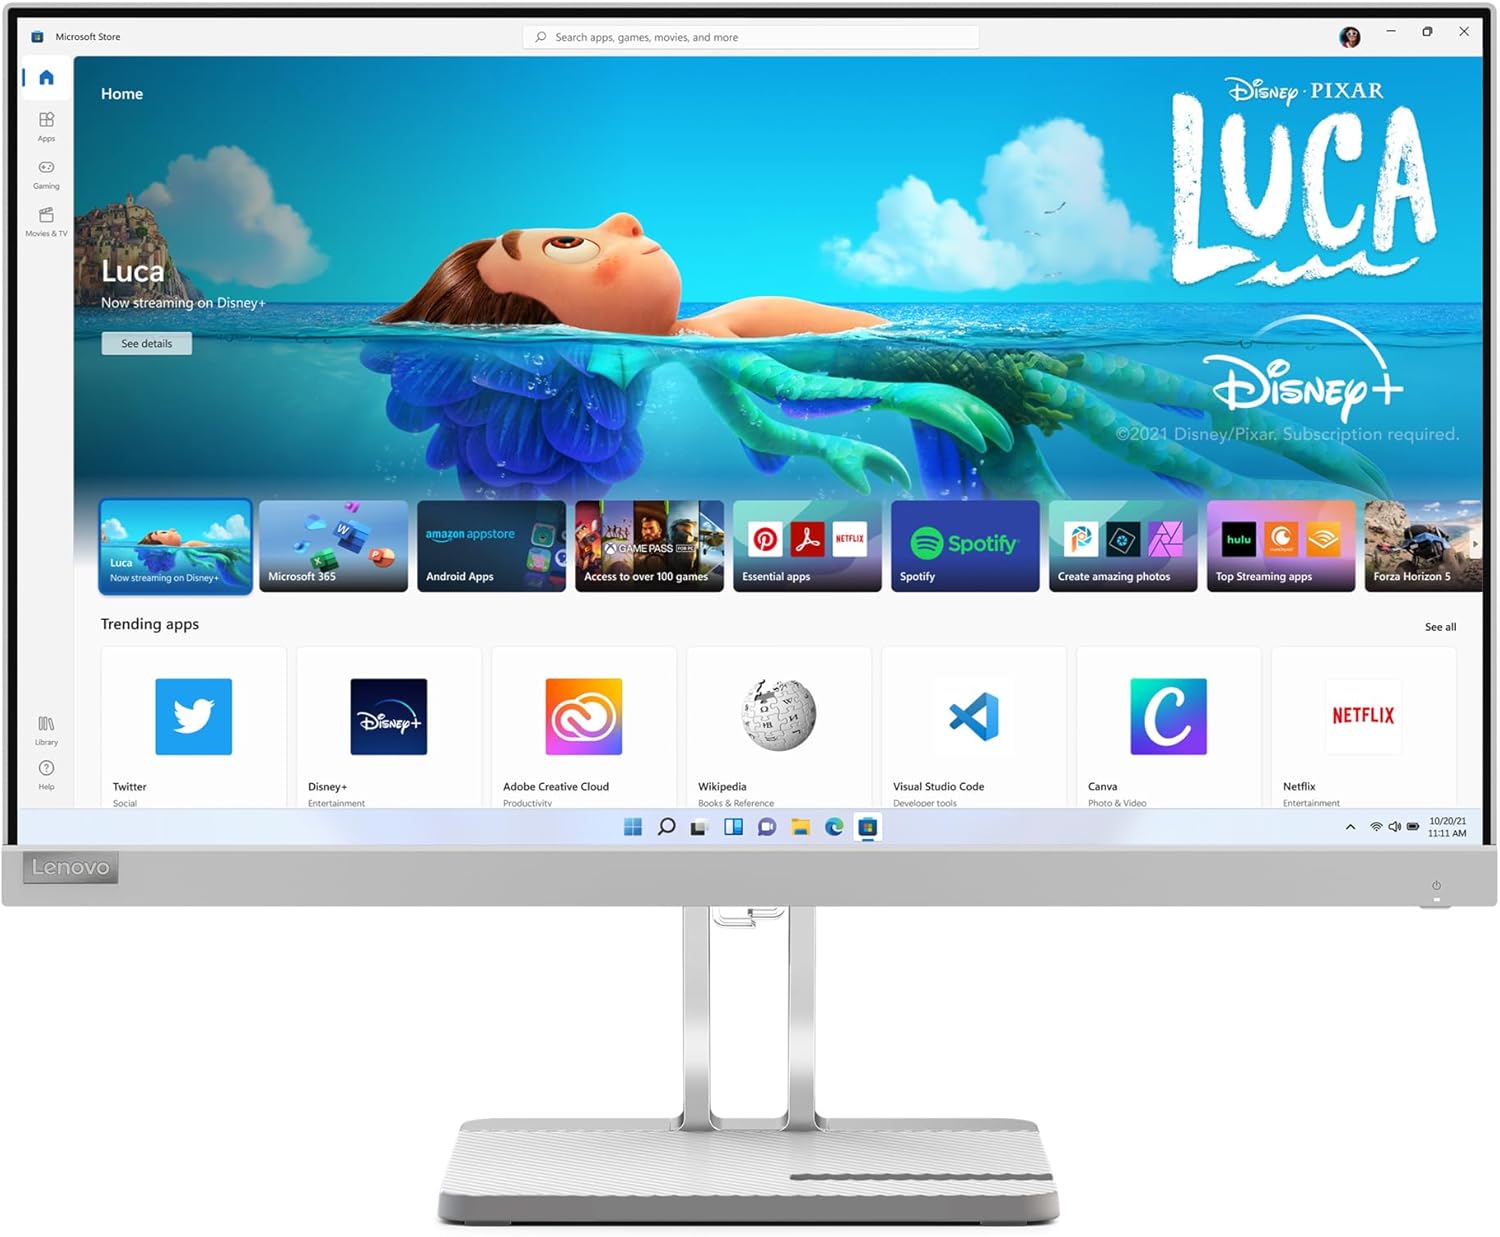 Microsoft Store
Search apps, games, movies, and more
Home
Apps
Gaming
Movies & TV
Library
Help
Disney · PIXAR
LUCA
Luca
Now streaming on Disney+
See details
Disney+
©2021 Disney/Pixar. Subscription required.
Luca
Now streaming on Disney+
W
X
P
Microsoft 365
amazon appstore
Android Apps
GAME PASS FOR PC
Access to over 100 games
NETFLIX
Essential apps
Spotify
Spotify
Create amazing photos
hulu
crunchyroll
Top Streaming apps
Forza Horizon 5
Trending apps
See all
Disney+
W
И
C
NETFLIX
Twitter
Social
Disney+
Entertainment
Adobe Creative Cloud
Productivity
Wikipedia
Books & Reference
Visual Studio Code
Developer tools
Canva
Photo & Video
Netflix
Entertainment
10/20/21
11:11 AM
Lenovo